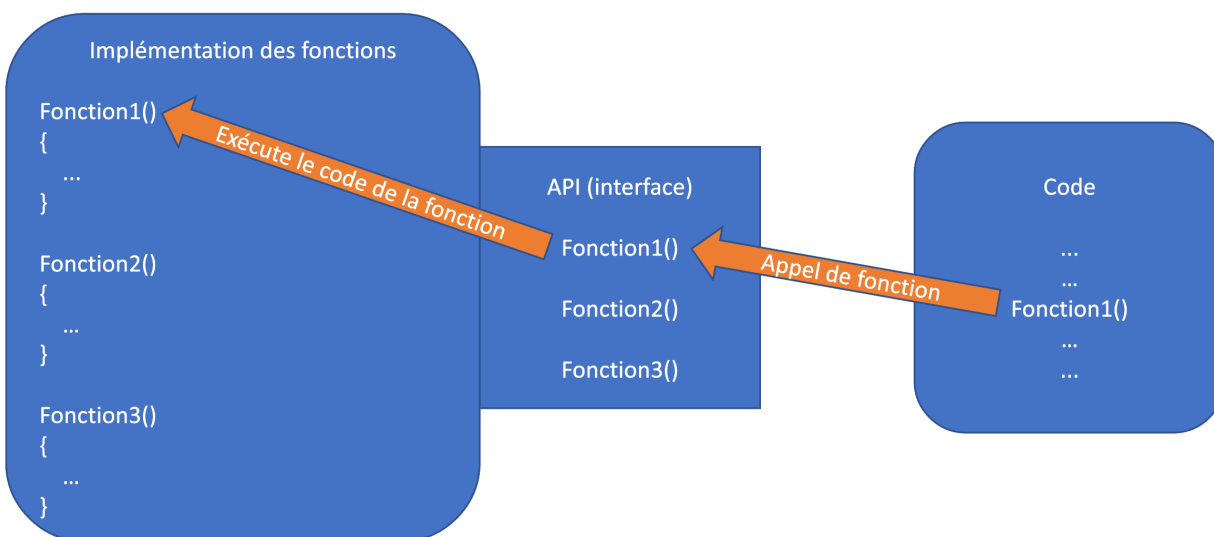 Implémentation des fonctions
Fonction1()
{
...
}
Fonction2()
{
...
}
Fonction3()
{
...
}
Exécute le code de la fonction
API (interface)
Fonction1()
Fonction2()
Fonction3()
Appel de fonction
Code
...
...
Fonction1()
...
...